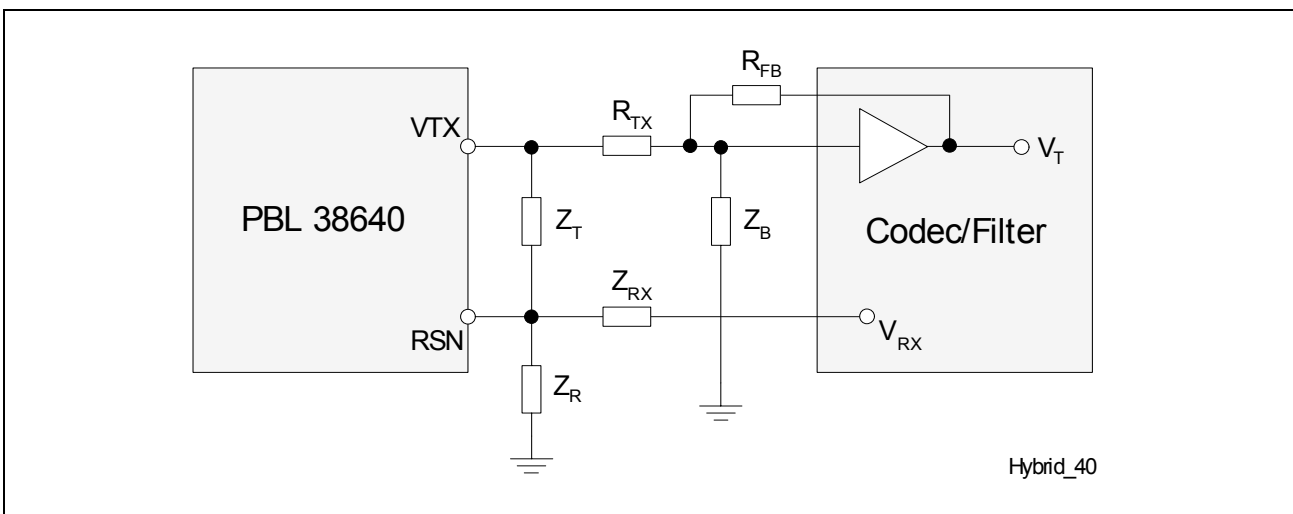 R_FB
R_TX
VTX
V_T
PBL 38640
Z_T
Z_B
Codec/Filter
Z_RX
RSN
V_RX
Z_R
Hybrid_40